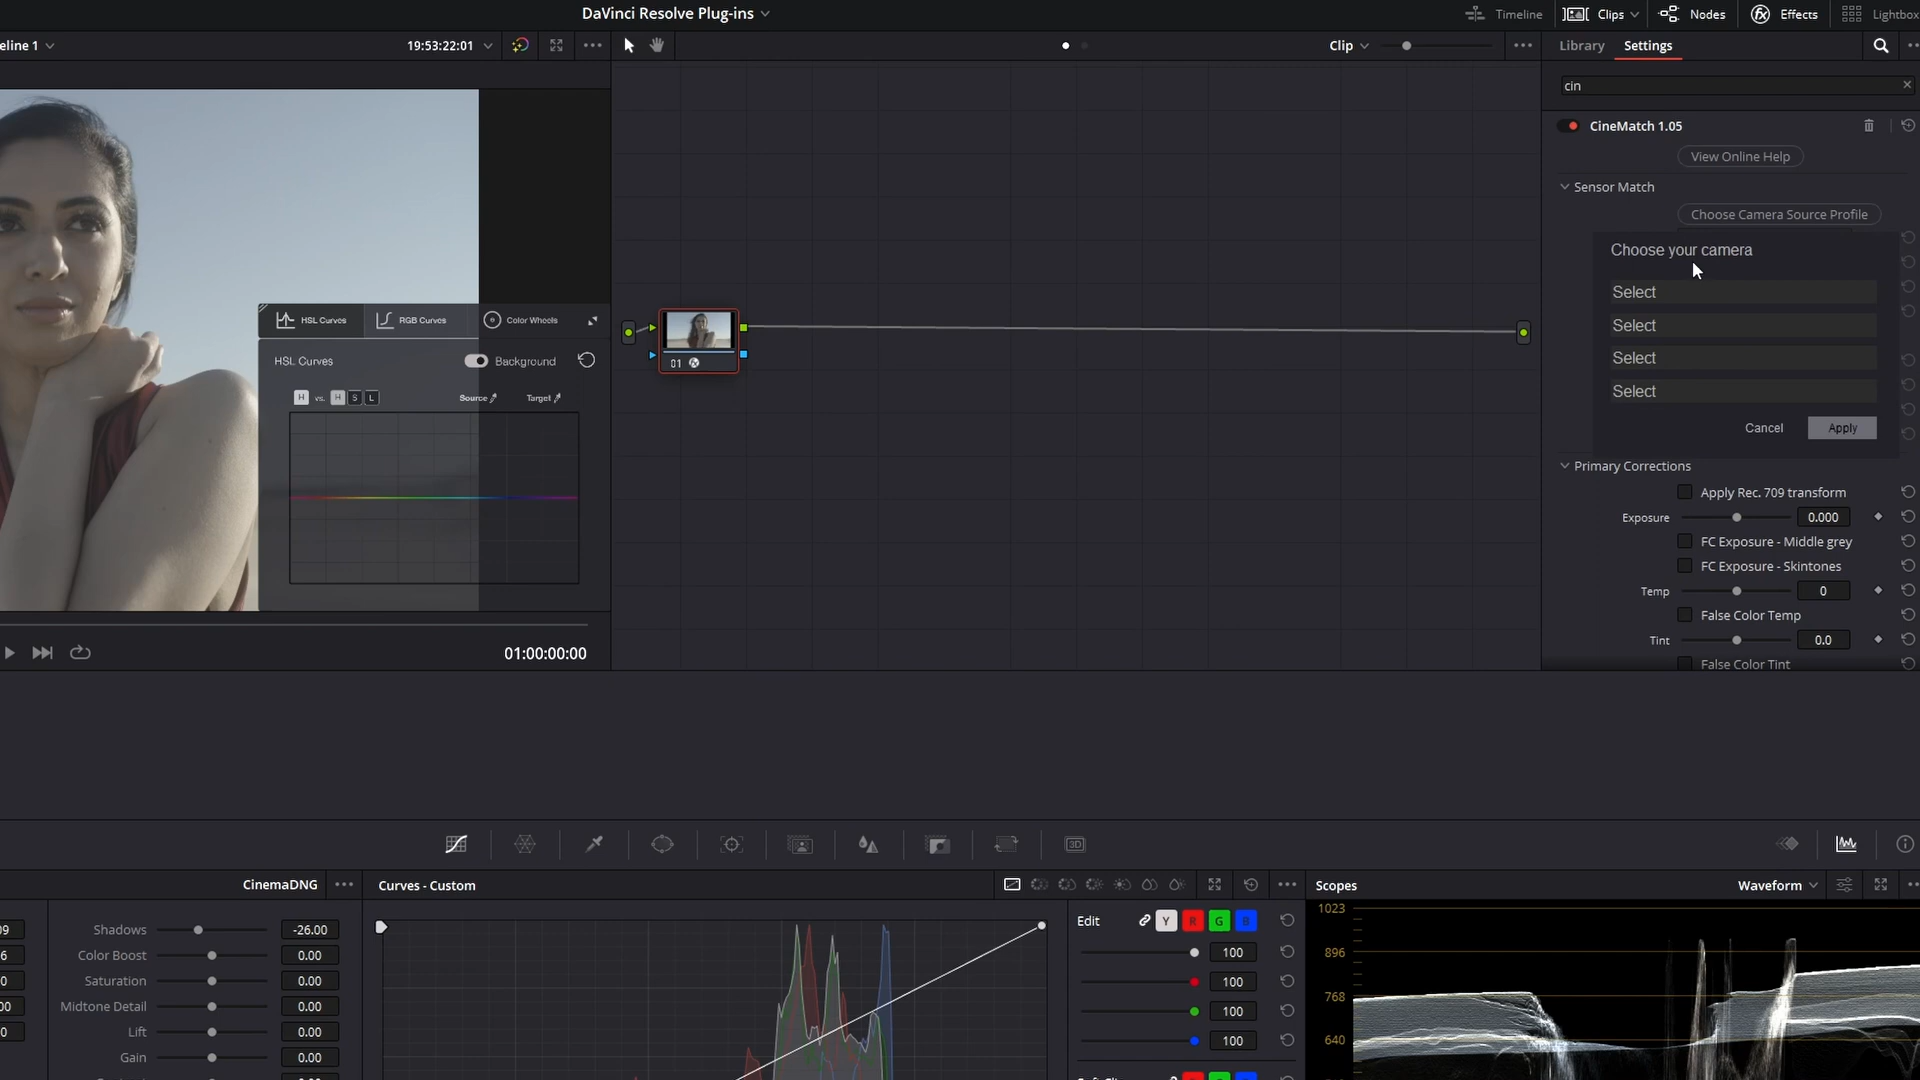 DaVinci Resolve Plug-ins
Timeline
Clips
Nodes
Effects
Lightbox
eline 1
19:53:22:01
Clip
Library
Settings
cin
CineMatch 1.05
View Online Help
Sensor Match
Choose Camera Source Profile
Choose your camera
Select
Select
Select
Select
Cancel
Apply
HSL Curves
RGB Curves
Color Wheels
HSL Curves
Background
H vs. H S L
Source
Target
01
Primary Corrections
Apply Rec. 709 transform
Exposure 0.000
FC Exposure - Middle grey
FC Exposure - Skintones
Temp 0
False Color Temp
Tint 0.0
False Color Tint
01:00:00:00
3D
CinemaDNG
Curves - Custom
Scopes
Waveform
09
6
0
00
0
Shadows -26.00
Color Boost 0.00
Saturation 0.00
Midtone Detail 0.00
Lift 0.00
Gain 0.00
Edit
Y R G B
100
100
100
100
1023
896
768
640